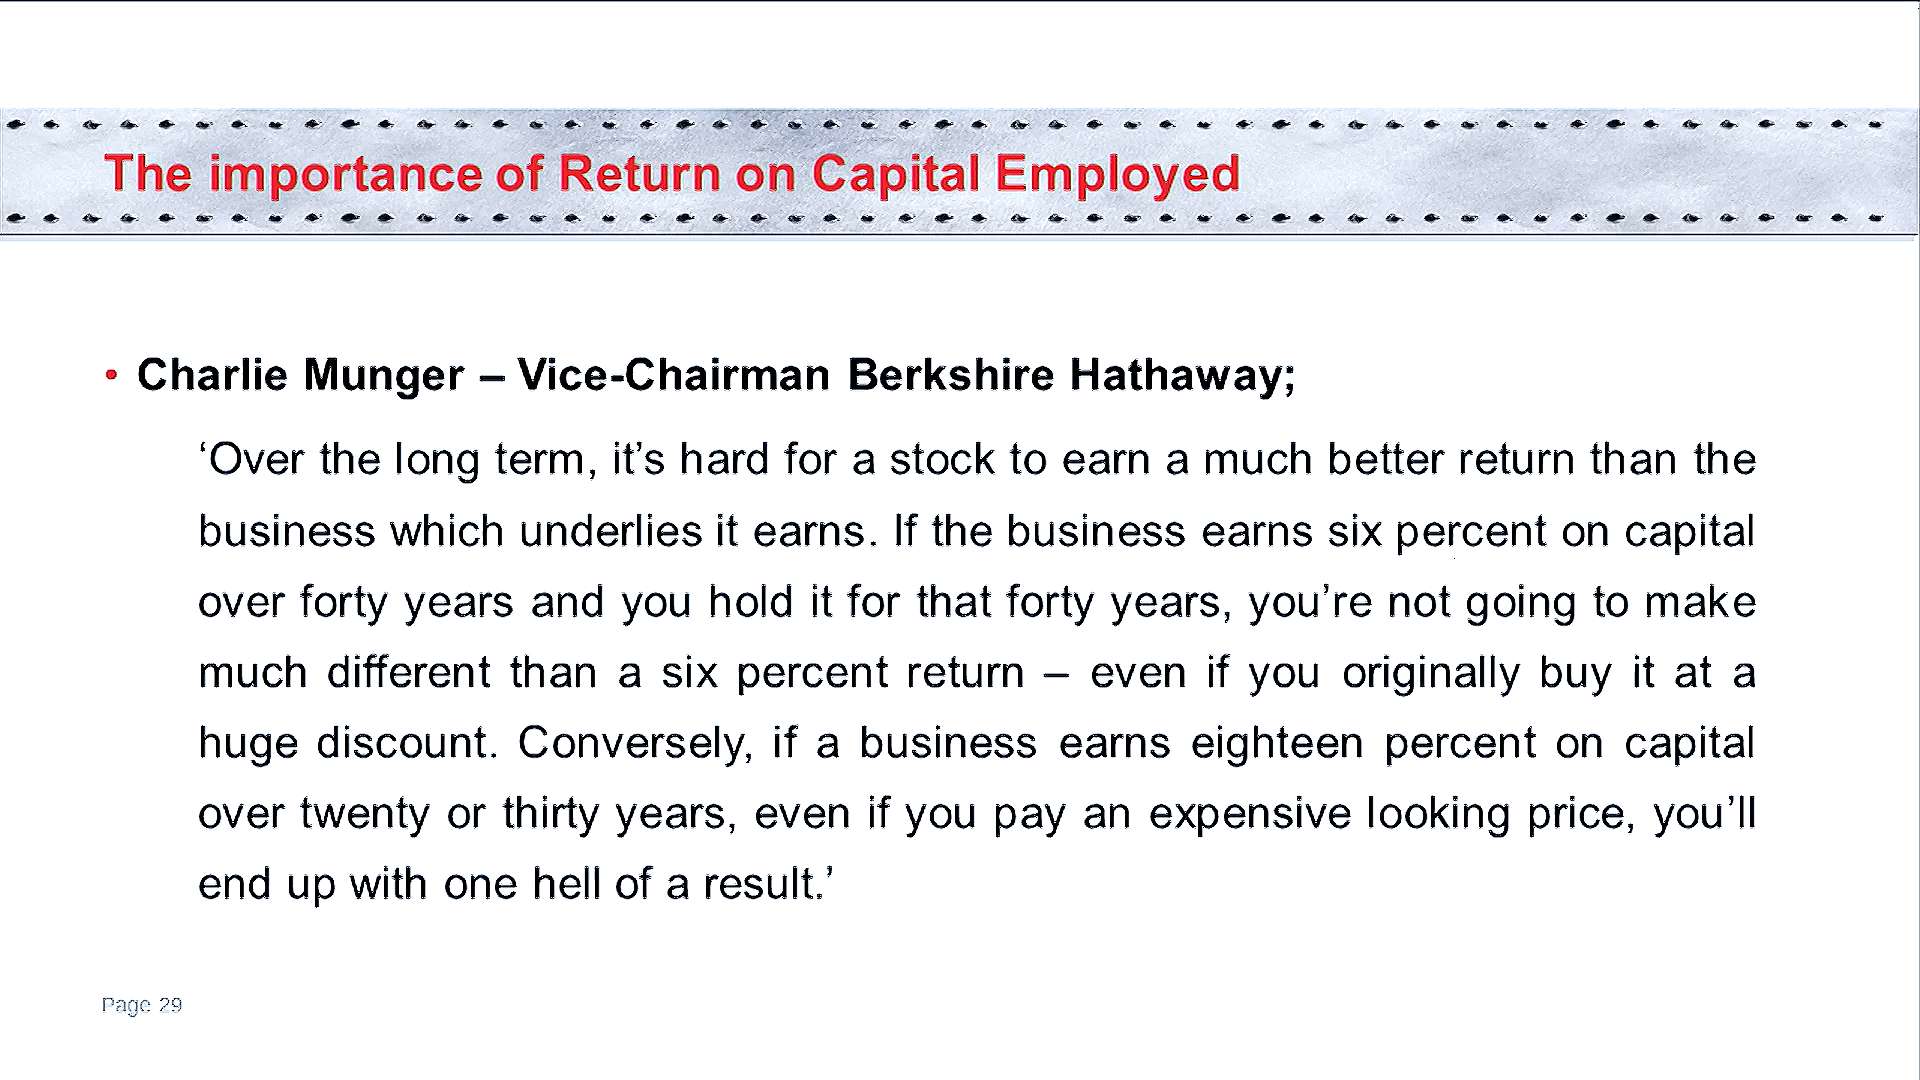 The importance of Return on Capital Employed
• Charlie Munger – Vice-Chairman Berkshire Hathaway;
‘Over the long term, it’s hard for a stock to earn a much better return than the
business which underlies it earns. If the business earns six percent on capital
over forty years and you hold it for that forty years, you’re not going to make
much different than a six percent return – even if you originally buy it at a
huge discount. Conversely, if a business earns eighteen percent on capital
over twenty or thirty years, even if you pay an expensive looking price, you’ll
end up with one hell of a result.’
Page 29